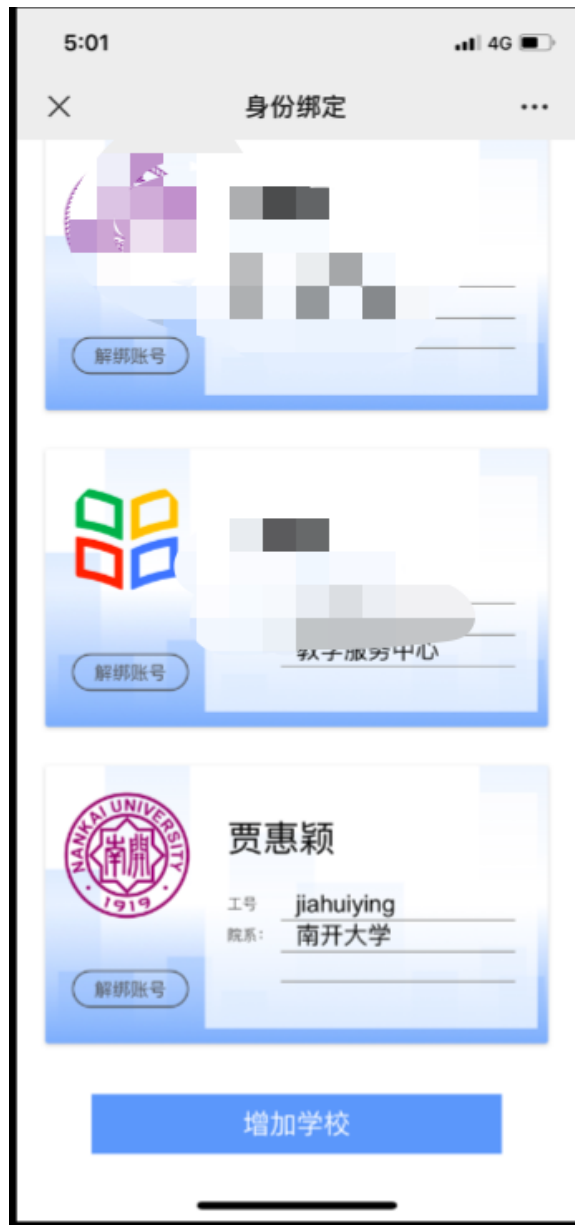 5:01
4G
身份绑定
解绑账号
教学服务中心
解绑账号
NANKAI UNIVERSITY
南開
1919
贾惠颖
工号 jiahuiying
院系: 南开大学
解绑账号
增加学校